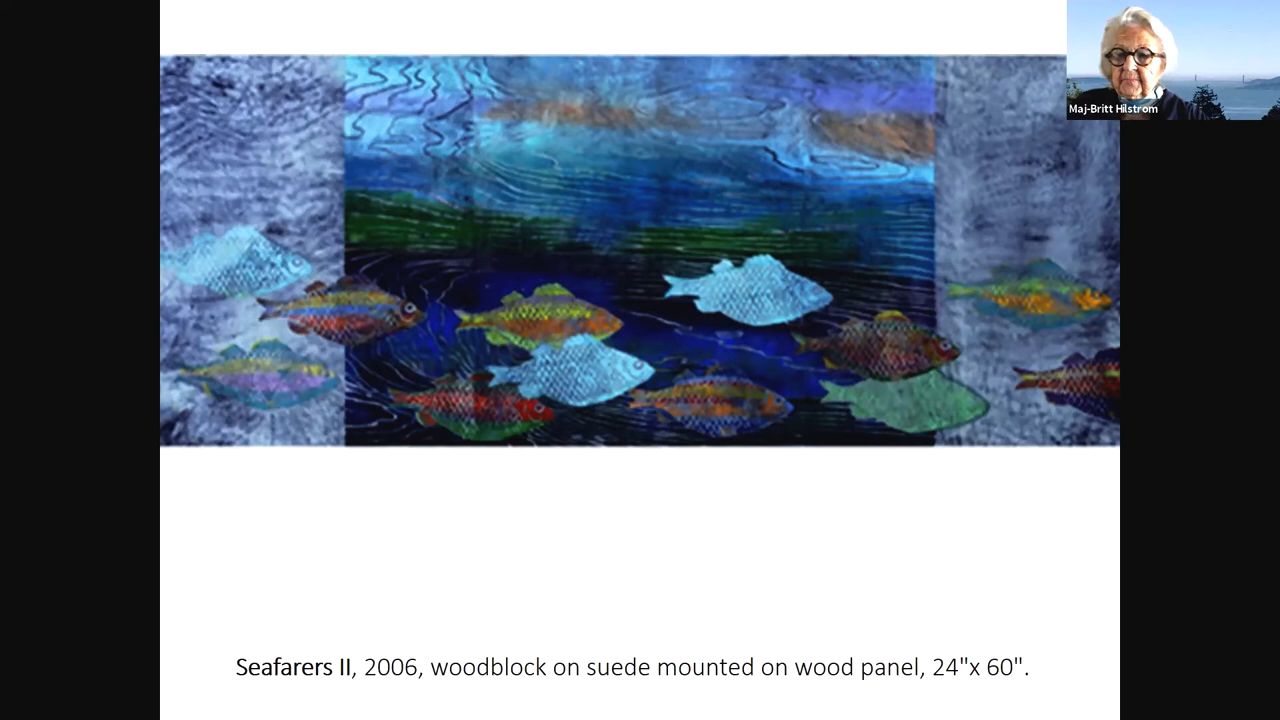 Maj-Britt Hilstrom
Seafarers II, 2006, woodblock on suede mounted on wood panel, 24"x 60".